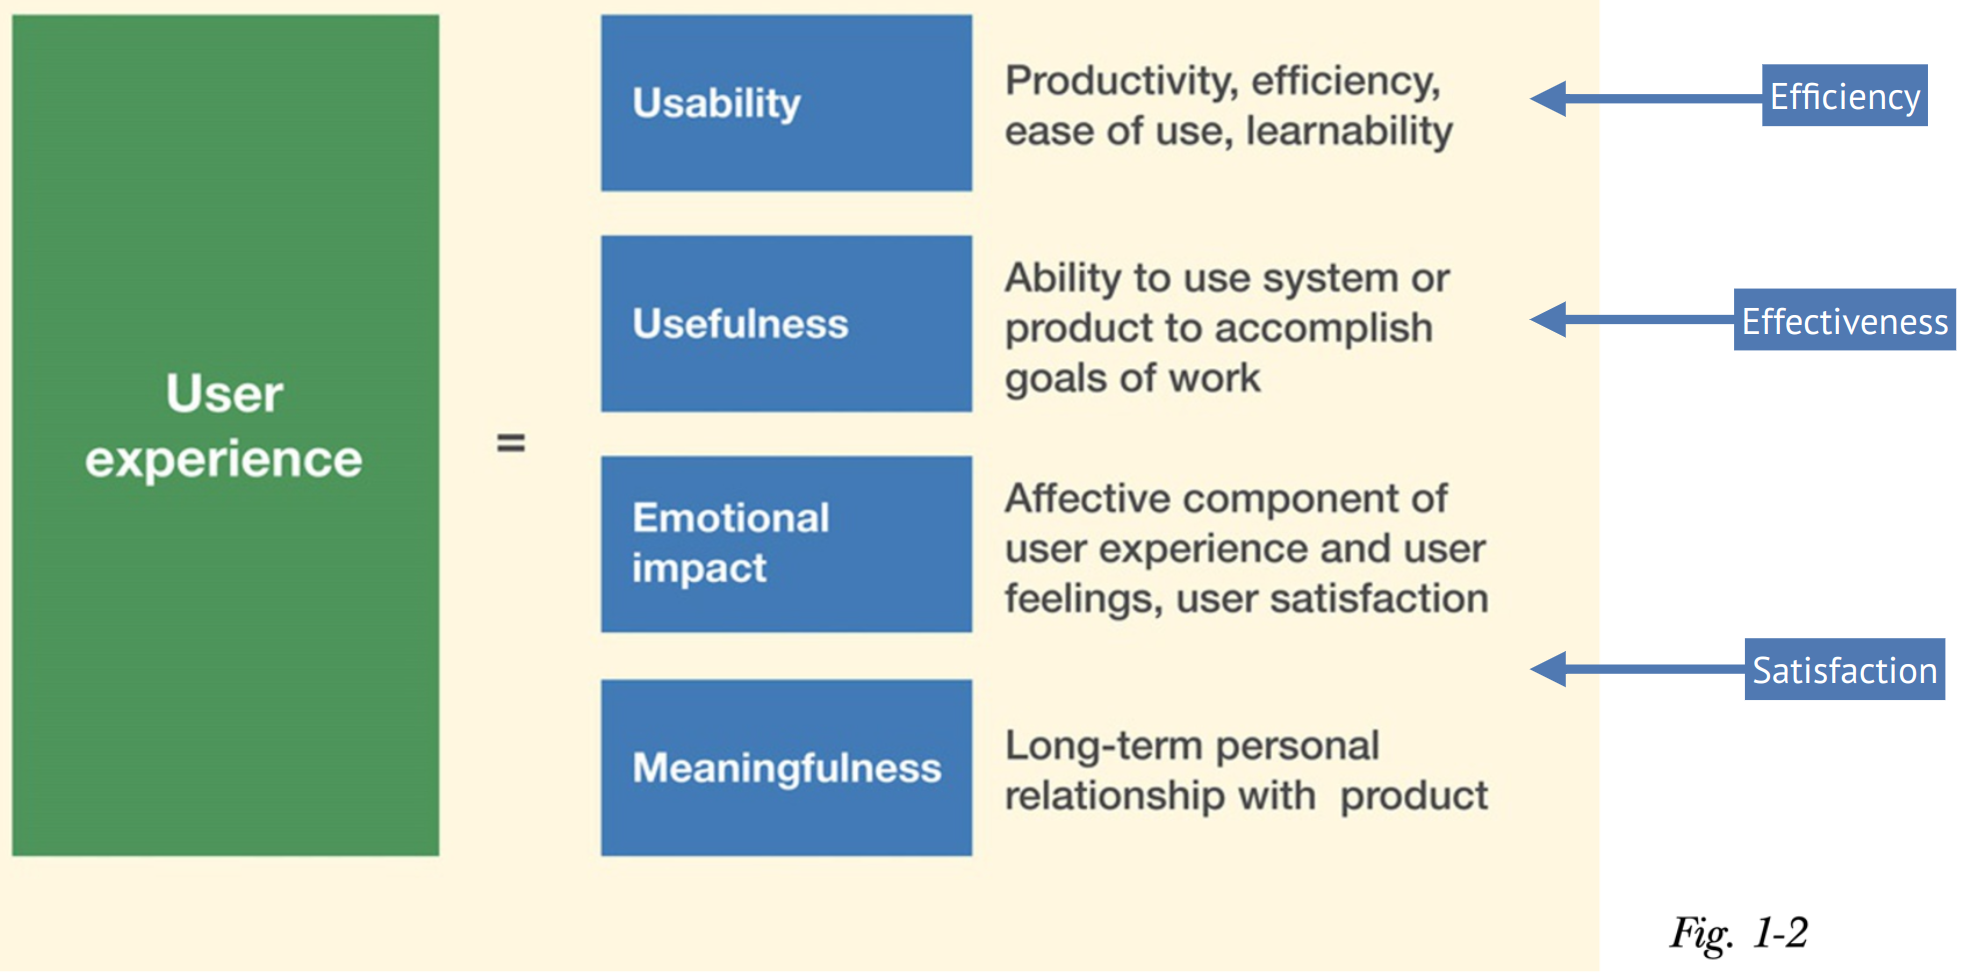 User
experience
=
Usability
Productivity, efficiency,
ease of use, learnability
Efficiency
Usefulness
Ability to use system or
product to accomplish
goals of work
Effectiveness
Emotional
impact
Affective component of
user experience and user
feelings, user satisfaction
Satisfaction
Meaningfulness
Long-term personal
relationship with product
Fig. 1-2